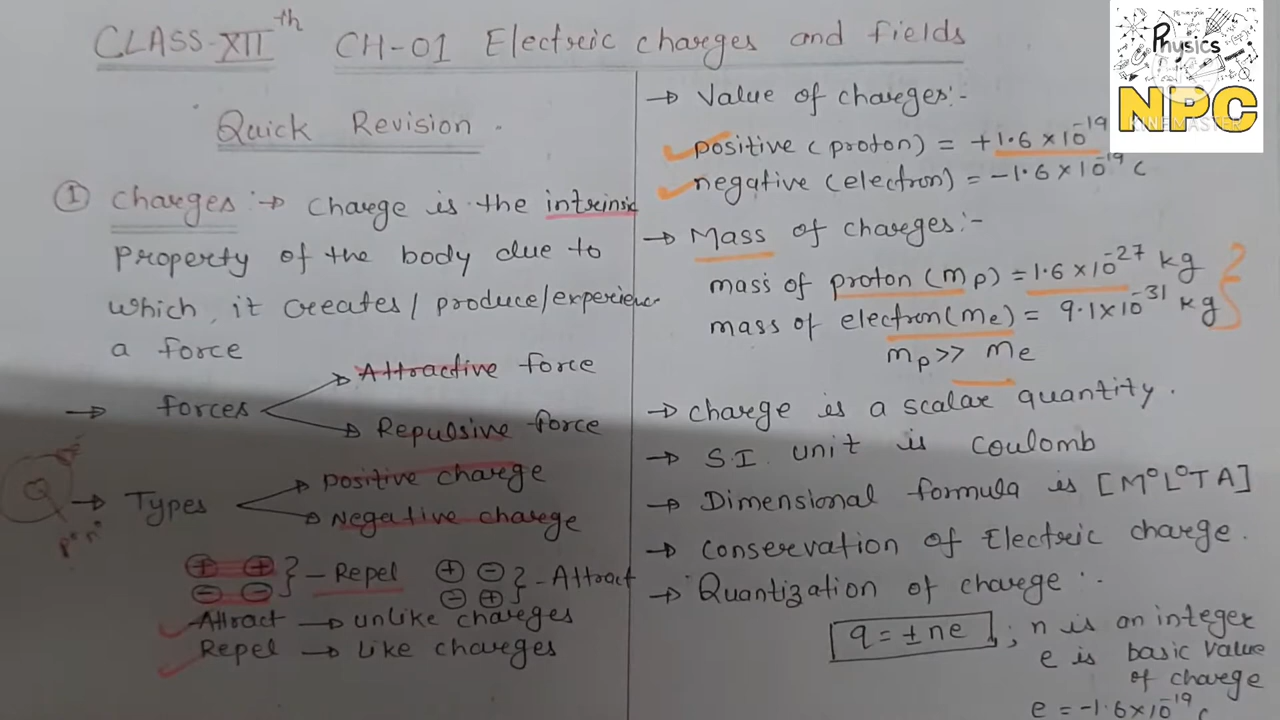 CLASS-XIIth CH-01 Electric charges and fields
Quick Revision.
① Charges :→ Charge is the intrinsic
Property of the body due to
which, it creates/produce/experience
a force
→ forces
Attractive force
Repulsive force
→ Types
Positive charge
Negative charge
Q
⊕ ⊕ } - Repel ⊕ ⊖ } - Attract
⊖ ⊖ ⊖ ⊕
Attract → unlike charges
Repel → Like charges
→ Value of charges:-
positive (proton) = +1.6×10⁻¹⁹
negative (electron) = -1.6×10⁻¹⁹ C
→ Mass of charges:-
mass of proton (mp) = 1.6×10⁻²⁷ kg
mass of electron(me) = 9.1×10⁻³¹ kg
mp>> me
→ charge is a scalar quantity.
→ S.I. unit is Coulomb
→ Dimensional formula is [M⁰L⁰TA]
→ Conservation of Electric charge.
→ Quantization of charge :-
q = ±ne ; n is an integer
e is basic value
of charge
e = -1.6×10⁻¹⁹ C
Physics
NPC
KINEMASTER